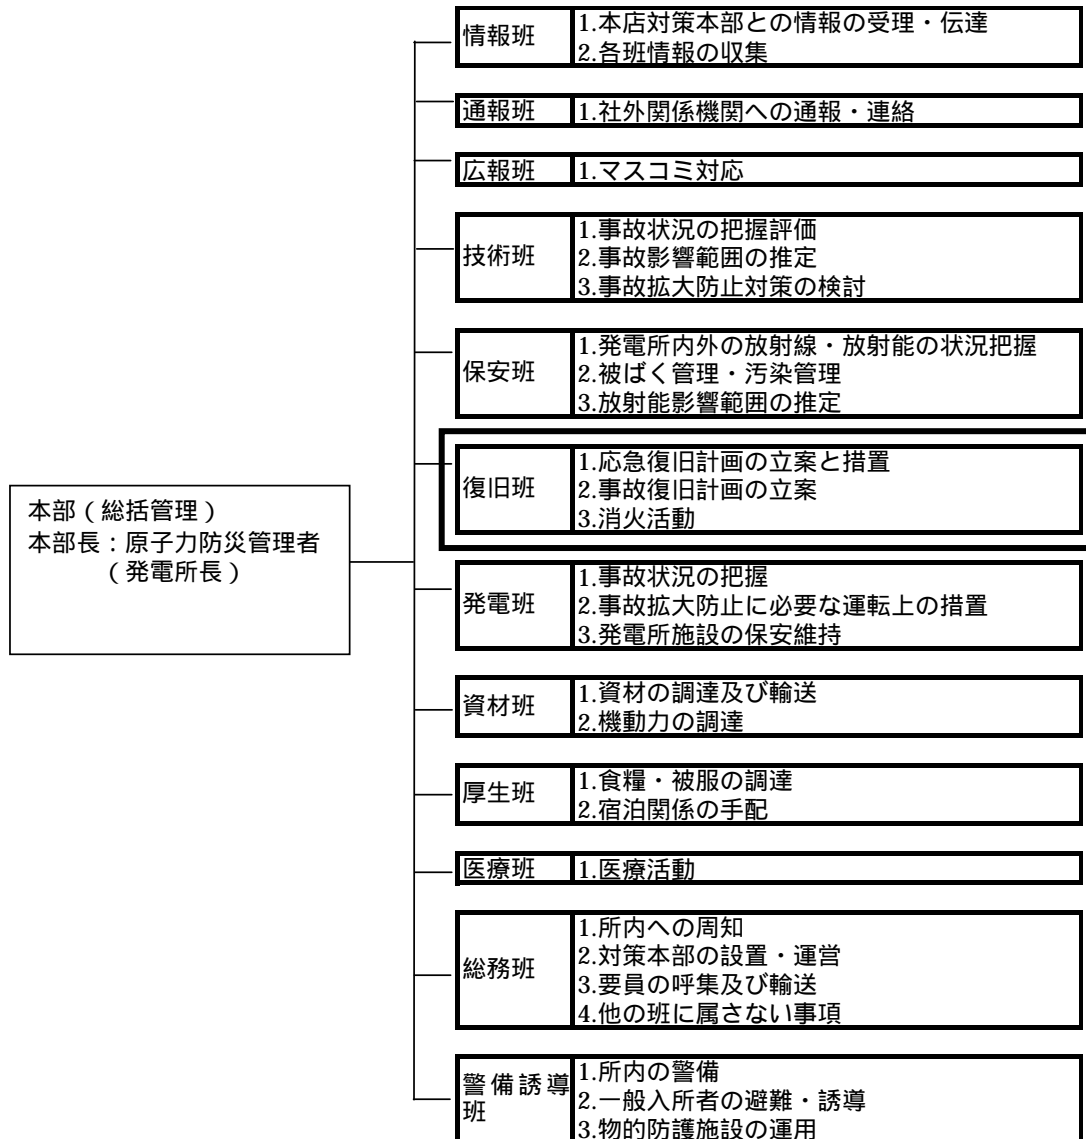 情報班
1.本店対策本部との情報の受理・伝達
2.各班情報の収集
通報班
1.社外関係機関への通報・連絡
広報班
1.マスコミ対応
技術班
1.事故状況の把握評価
2.事故影響範囲の推定
3.事故拡大防止対策の検討
保安班
1.発電所内外の放射線・放射能の状況把握
2.被ばく管理・汚染管理
3.放射能影響範囲の推定
復旧班
1.応急復旧計画の立案と措置
2.事故復旧計画の立案
3.消火活動
本部(総括管理)
本部長:原子力防災管理者
(発電所長)
発電班
1.事故状況の把握
2.事故拡大防止に必要な運転上の措置
3.発電所施設の保安維持
資材班
1.資材の調達及び輸送
2.機動力の調達
厚生班
1.食糧・被服の調達
2.宿泊関係の手配
医療班
1.医療活動
総務班
1.所内への周知
2.対策本部の設置・運営
3.要員の呼集及び輸送
4.他の班に属さない事項
警備誘導
班
1.所内の警備
2.一般入所者の避難・誘導
3.物的防護施設の運用